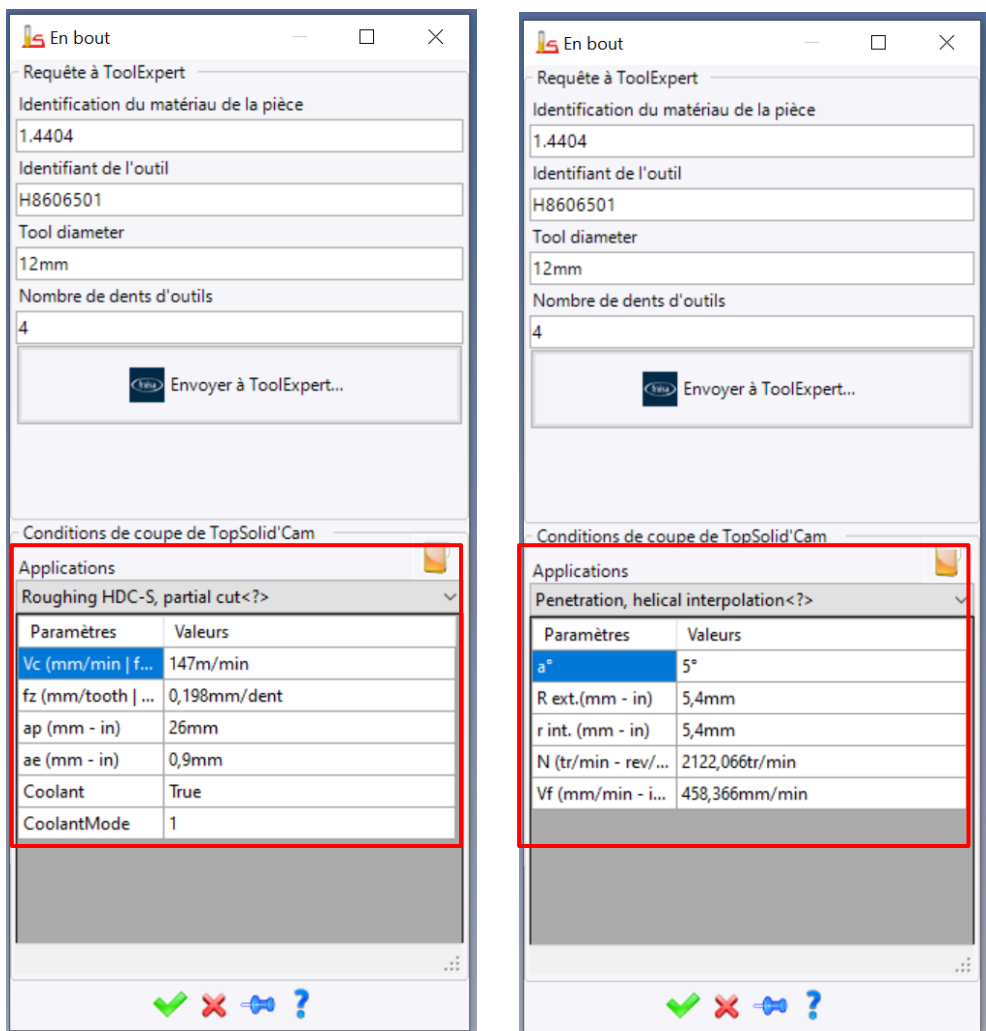 En bout
Requête à ToolExpert
Identification du matériau de la pièce
1.4404
Identifiant de l'outil
H8606501
Tool diameter
12mm
Nombre de dents d'outils
4
fraisa Envoyer à ToolExpert...
Conditions de coupe de TopSolid'Cam
Applications
Roughing HDC-S, partial cut<?>
Paramètres Valeurs
Vc (mm/min | f... 147m/min
fz (mm/tooth | ... 0,198mm/dent
ap (mm - in) 26mm
ae (mm - in) 0,9mm
Coolant True
CoolantMode 1
En bout
Requête à ToolExpert
Identification du matériau de la pièce
1.4404
Identifiant de l'outil
H8606501
Tool diameter
12mm
Nombre de dents d'outils
4
fraisa Envoyer à ToolExpert...
Conditions de coupe de TopSolid'Cam
Applications
Penetration, helical interpolation<?>
Paramètres Valeurs
a° 5°
R ext.(mm - in) 5,4mm
r int. (mm - in) 5,4mm
N (tr/min - rev/... 2122,066tr/min
Vf (mm/min - i... 458,366mm/min